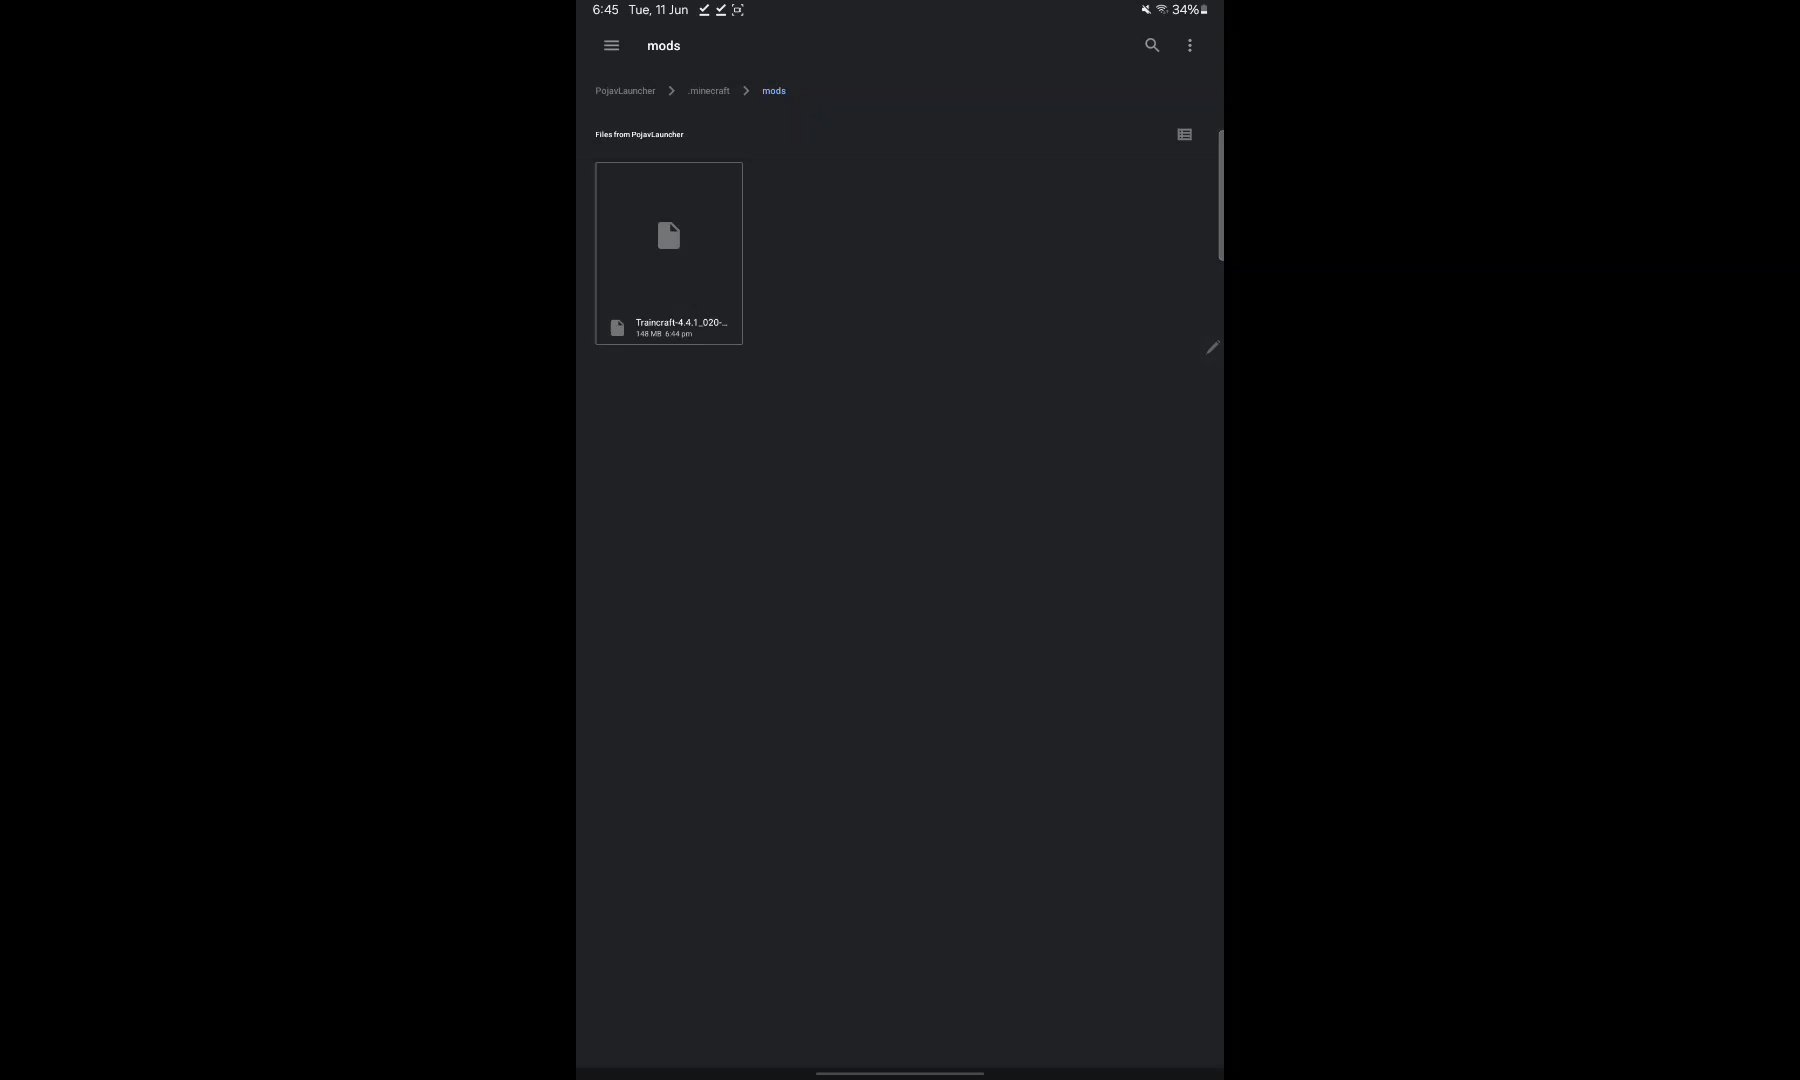 6:45 Tue, 11 Jun 34%
mods
PojavLauncher .minecraft mods
Files from PojavLauncher
Traincraft-4.4.1_020-...
148 MB 6:44 pm